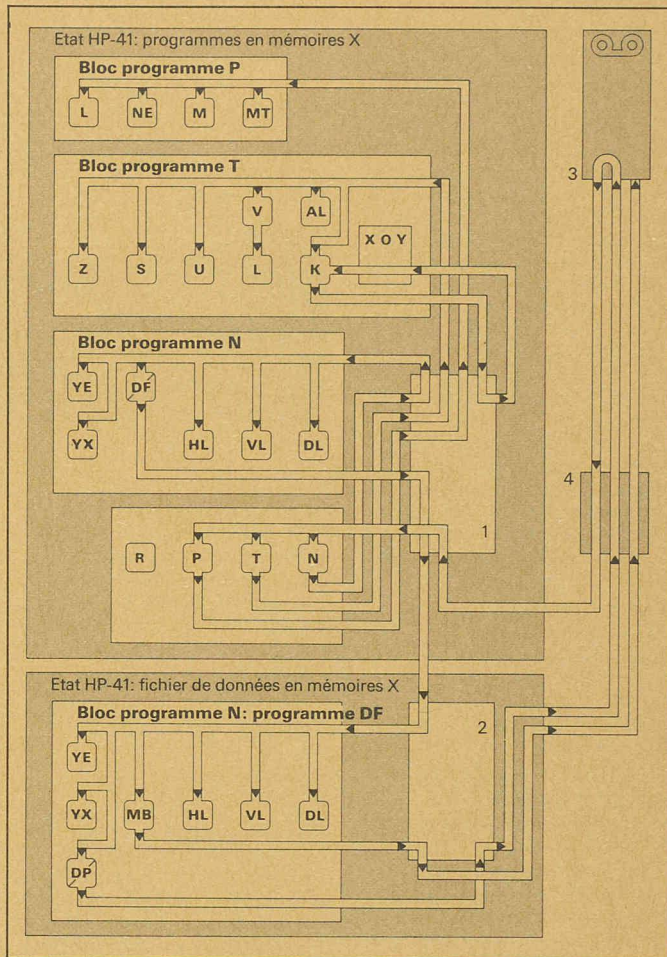 Etat HP-41: programmes en mémoires X
Bloc programme P
L NE M MT
3
Bloc programme T
V AL
X O Y
Z S U L K
Bloc programme N
YE DF
YX HL VL DL
4
1
R P T N
Etat HP-41: fichier de données en mémoires X
Bloc programme N: programme DF
2
YE
YX MB HL VL DL
DP